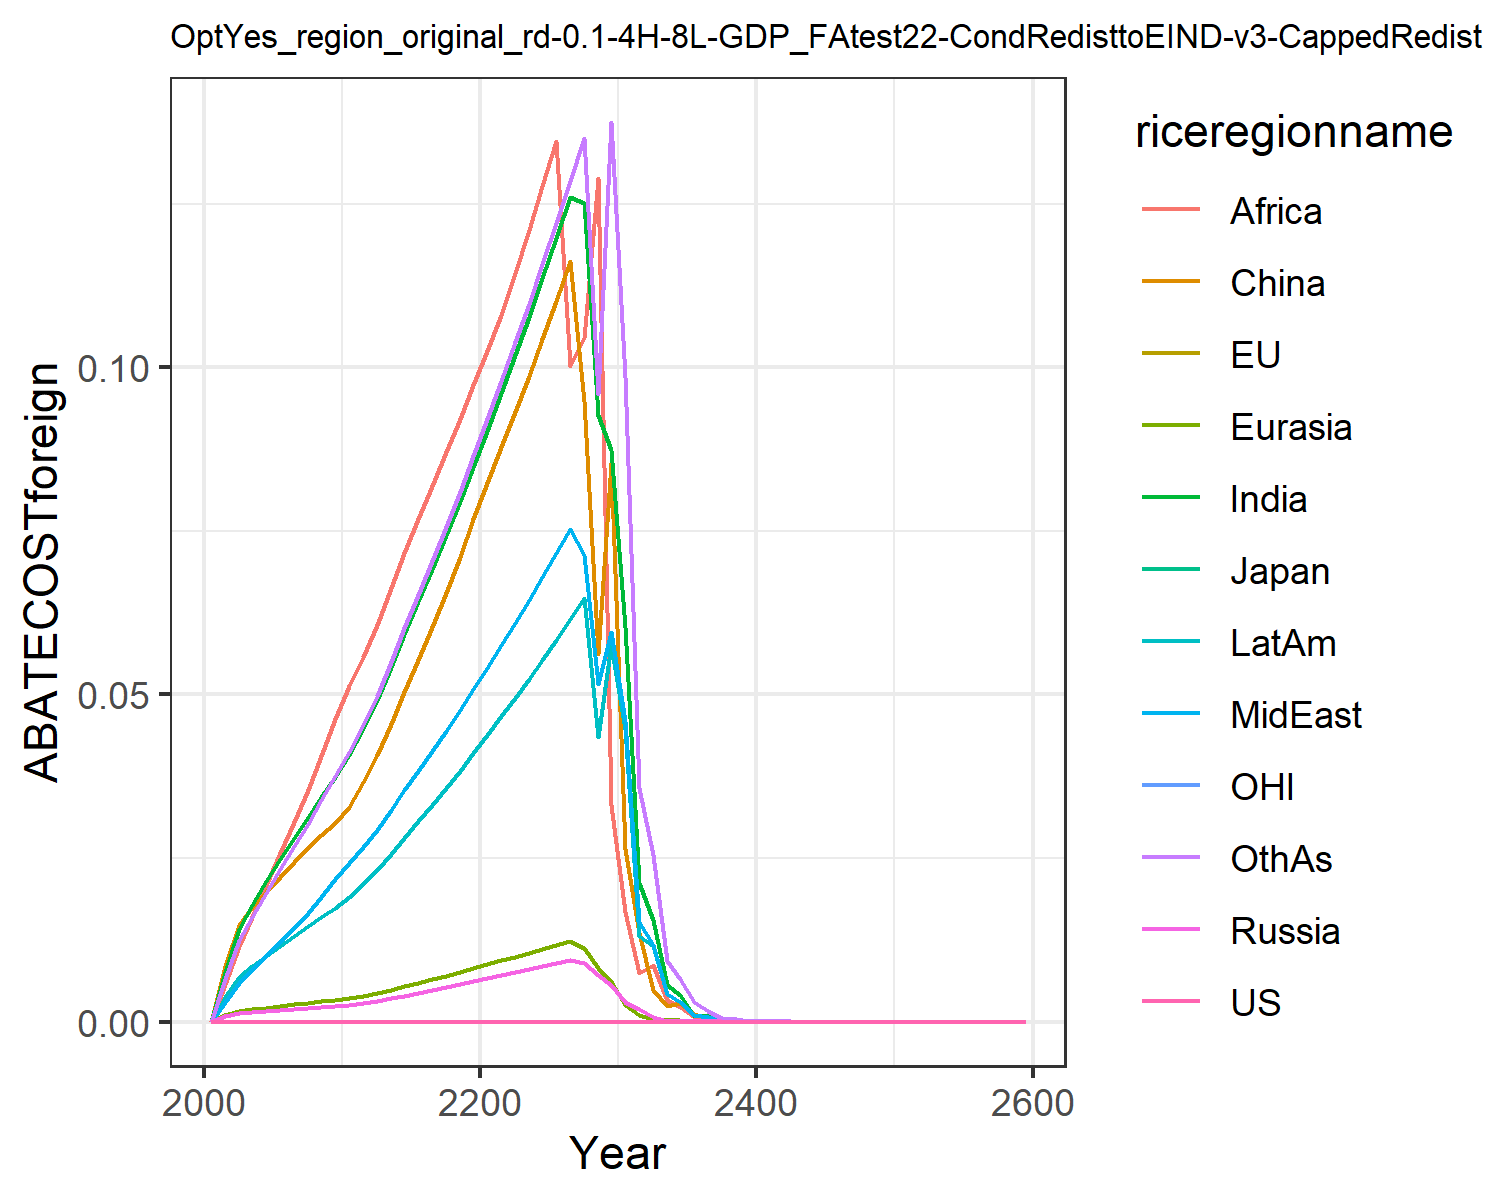 OptYes_region_original_rd-0.1-4H-8L-GDP_FAtest22-CondRedisttoEIND-v3-CappedRedist
ABATECOSTforeign
0.10
0.05
0.00
2000 2200 2400 2600
Year
riceregionname
Africa
China
EU
Eurasia
India
Japan
LatAm
MidEast
OHI
OthAs
Russia
US